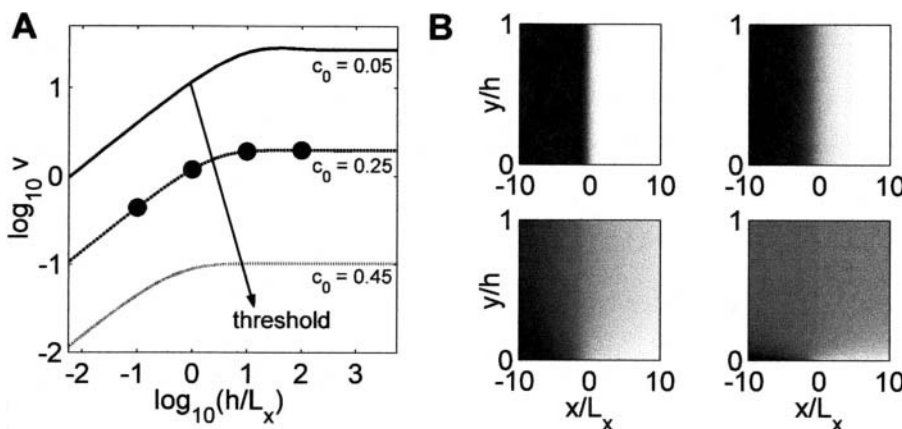 A
B
1
0
-1
-2
log10 v
c0 = 0.05
c0 = 0.25
c0 = 0.45
threshold
-2 -1 0 1 2 3
log10(h/Lx)
1
y/h
0
-10 0 10
1
0
-10 0 10
1
y/h
0
-10 0 10
x/Lx
1
0
-10 0 10
x/Lx